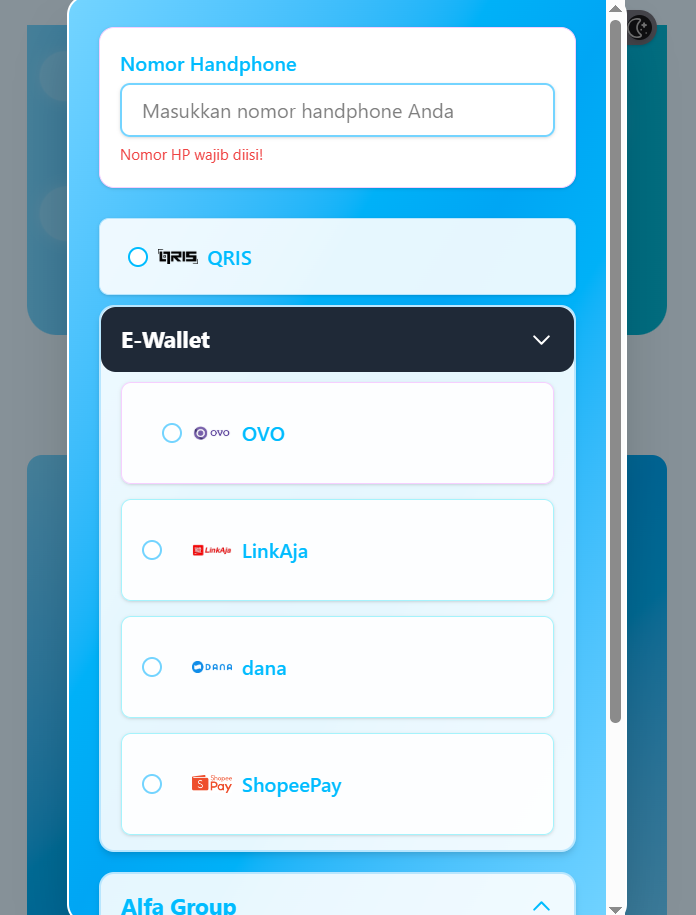 Nomor Handphone
Masukkan nomor handphone Anda
Nomor HP wajib diisi!
QRIS QRIS
E-Wallet
OVO OVO
LinkAja LinkAja
DANA dana
Shopee Pay ShopeePay
Alfa Group